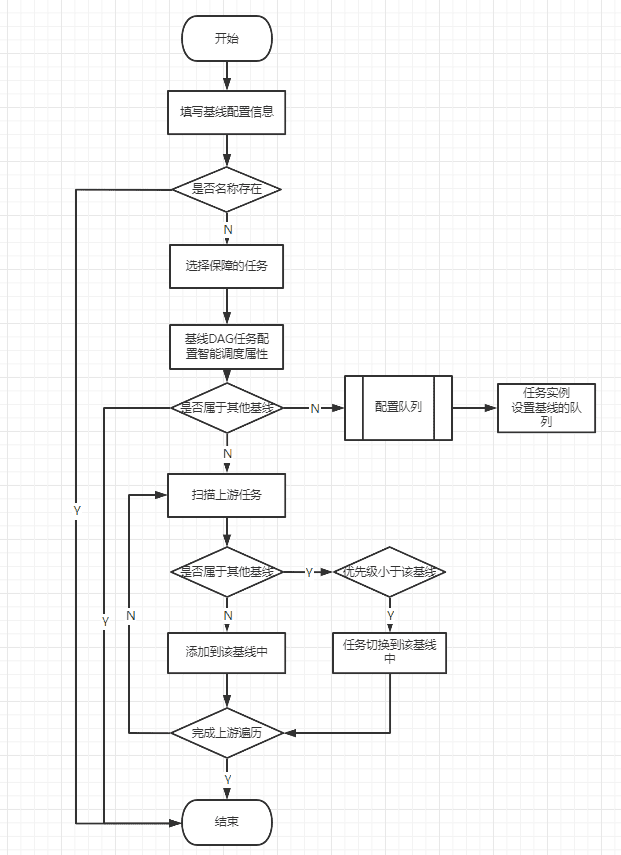 开始
填写基线配置信息
是否名称存在
N
选择保障的任务
基线DAG任务配
置智能调度属性
是否属于其他基线
N
配置队列
任务实例
设置基线的队
列
N
扫描上游任务
Y
是否属于其他基线
Y
优先级小于该基线
N
N
Y
Y
添加到该基线中
任务切换到该基线
中
完成上游遍历
Y
结束